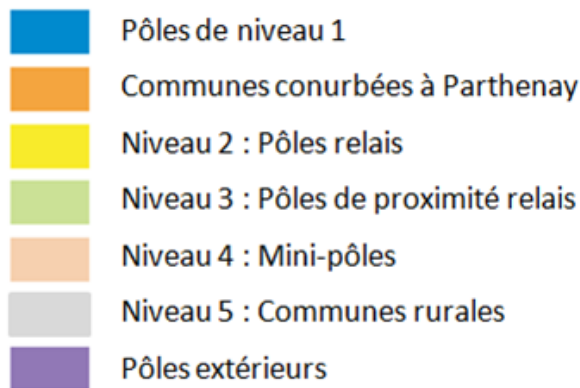 Pôles de niveau 1
Communes conurbées à Parthenay
Niveau 2 : Pôles relais
Niveau 3 : Pôles de proximité relais
Niveau 4 : Mini-pôles
Niveau 5 : Communes rurales
Pôles extérieurs